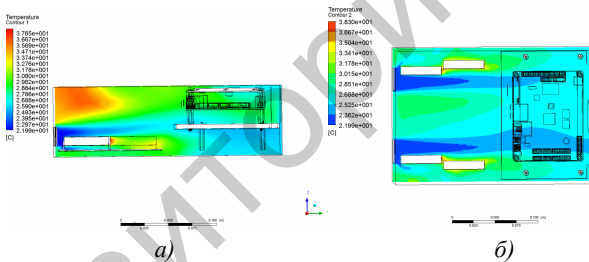 Temperature
Contour 1
3.765e+001
3.667e+001
3.569e+001
3.471e+001
3.374e+001
3.276e+001
3.178e+001
3.080e+001
2.982e+001
2.884e+001
2.786e+001
2.688e+001
2.590e+001
2.493e+001
2.395e+001
2.297e+001
2.199e+001
[C]
0
0.050
0.100 (m)
0.025
0.075
Z
а)
Temperature
Contour 2
3.830e+001
3.667e+001
3.504e+001
3.341e+001
3.178e+001
3.015e+001
2.851e+001
2.688e+001
2.525e+001
2.362e+001
2.199e+001
[C]
0
0.050
0.100 (m)
0.025
0.075
б)